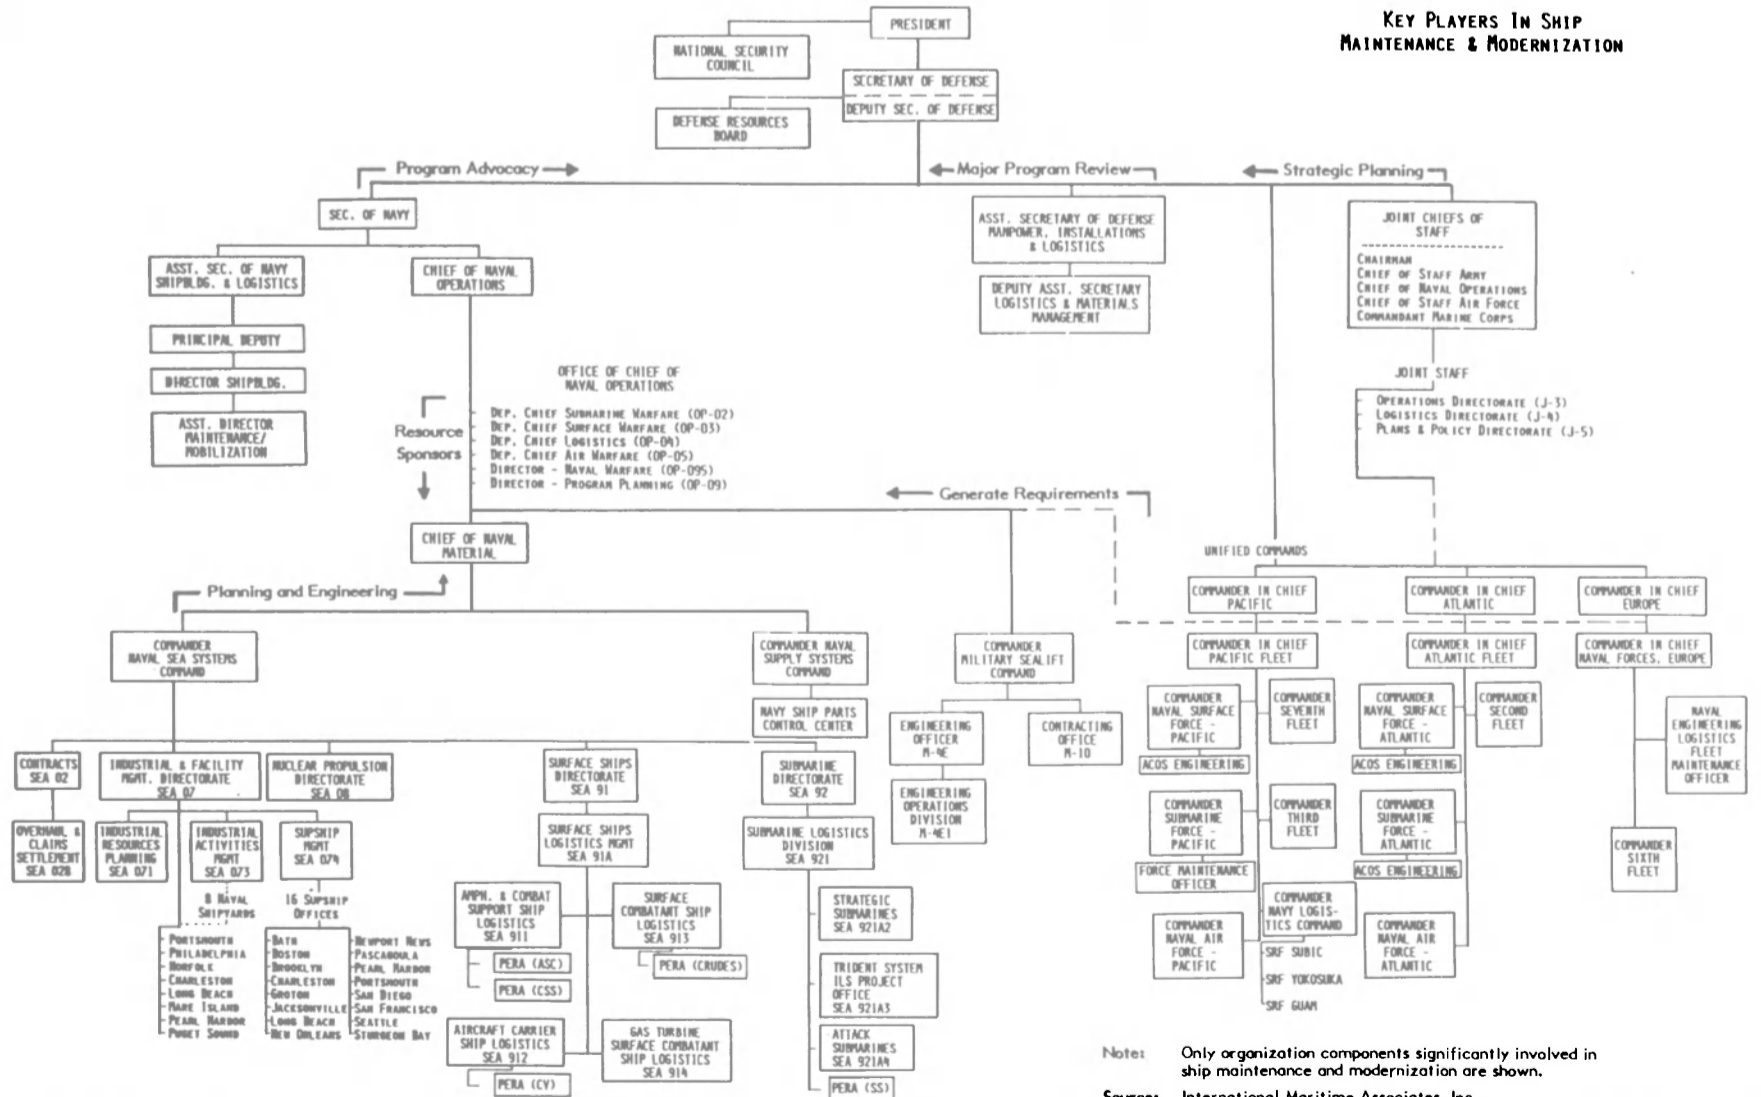 KEY PLAYERS IN SHIP
MAINTENANCE & MODERNIZATION
PRESIDENT
NATIONAL SECURITY
COUNCIL
SECRETARY OF DEFENSE
DEPUTY SEC. OF DEFENSE
DEFENSE RESOURCES
BOARD
Program Advocacy
Major Program Review
Strategic Planning
SEC. OF NAVY
ASST. SECRETARY OF DEFENSE
MANPOWER, INSTALLATIONS
& LOGISTICS
DEPUTY ASST. SECRETARY
LOGISTICS & MATERIALS
MANAGEMENT
JOINT CHIEFS OF
STAFF
CHAIRMAN
CHIEF OF STAFF ARMY
CHIEF OF NAVAL OPERATIONS
CHIEF OF STAFF AIR FORCE
COMMANDANT MARINE CORPS
JOINT STAFF
OPERATIONS DIRECTORATE (J-3)
LOGISTICS DIRECTORATE (J-4)
PLANS & POLICY DIRECTORATE (J-5)
ASST. SEC. OF NAVY
SHIPBLDG. & LOGISTICS
PRINCIPAL DEPUTY
DIRECTOR SHIPBLDG.
ASST. DIRECTOR
MAINTENANCE/
MOBILIZATION
CHIEF OF NAVAL
OPERATIONS
OFFICE OF CHIEF OF
NAVAL OPERATIONS
Resource
Sponsors
DEP. CHIEF SUBMARINE WARFARE (OP-02)
DEP. CHIEF SURFACE WARFARE (OP-03)
DEP. CHIEF LOGISTICS (OP-04)
DEP. CHIEF AIR WARFARE (OP-05)
DIRECTOR - NAVAL WARFARE (OP-095)
DIRECTOR - PROGRAM PLANNING (OP-09)
Generate Requirements
CHIEF OF NAVAL
MATERIAL
Planning and Engineering
COMMANDER
NAVAL SEA SYSTEMS
COMMAND
COMMANDER NAVAL
SUPPLY SYSTEMS
COMMAND
NAVY SHIP PARTS
CONTROL CENTER
COMMANDER
MILITARY SEALIFT
COMMAND
ENGINEERING
OFFICER
M-4E
CONTRACTING
OFFICE
M-10
ENGINEERING
OPERATIONS
DIVISION
M-4E1
CONTRACTS
SEA 02
OVERHAUL &
CLAIMS
SETTLEMENT
SEA 028
INDUSTRIAL & FACILITY
MGMT. DIRECTORATE
SEA 07
INDUSTRIAL
RESOURCES
PLANNING
SEA 071
INDUSTRIAL
ACTIVITIES
MGMT
SEA 073
SUPSHIP
MGMT
SEA 074
NUCLEAR PROPULSION
DIRECTORATE
SEA 08
8 NAVAL
SHIPYARDS
PORTSMOUTH
PHILADELPHIA
NORFOLK
CHARLESTON
LONG BEACH
MARE ISLAND
PEARL HARBOR
PUGET SOUND
16 SUPSHIP
OFFICES
BATH
BOSTON
BROOKLYN
CHARLESTON
GROTON
JACKSONVILLE
LONG BEACH
NEW ORLEANS
NEWPORT NEWS
PASCAGOULA
PEARL HARBOR
PORTSMOUTH
SAN DIEGO
SAN FRANCISCO
SEATTLE
STURGEON BAY
SURFACE SHIPS
DIRECTORATE
SEA 91
SURFACE SHIPS
LOGISTICS MGMT
SEA 91A
AMPH. & COMBAT
SUPPORT SHIP
LOGISTICS
SEA 911
PERA (ASC)
PERA (CSS)
SURFACE
COMBATANT SHIP
LOGISTICS
SEA 913
PERA (CRUDES)
AIRCRAFT CARRIER
SHIP LOGISTICS
SEA 912
PERA (CV)
GAS TURBINE
SURFACE COMBATANT
SHIP LOGISTICS
SEA 914
SUBMARINE
DIRECTORATE
SEA 92
SUBMARINE LOGISTICS
DIVISION
SEA 921
STRATEGIC
SUBMARINES
SEA 921A2
TRIDENT SYSTEM
ILS PROJECT
OFFICE
SEA 921A3
ATTACK
SUBMARINES
SEA 921A4
PERA (SS)
UNIFIED COMMANDS
COMMANDER IN CHIEF
PACIFIC
COMMANDER IN CHIEF
ATLANTIC
COMMANDER IN CHIEF
EUROPE
COMMANDER IN CHIEF
PACIFIC FLEET
COMMANDER IN CHIEF
ATLANTIC FLEET
COMMANDER IN CHIEF
NAVAL FORCES, EUROPE
COMMANDER
NAVAL SURFACE
FORCE -
PACIFIC
ACOS ENGINEERING
COMMANDER
SEVENTH
FLEET
COMMANDER
SUBMARINE
FORCE -
PACIFIC
FORCE MAINTENANCE
OFFICER
COMMANDER
THIRD
FLEET
COMMANDER
NAVAL AIR
FORCE -
PACIFIC
COMMANDER
NAVY LOGIS-
TICS COMMAND
SRF SUBIC
SRF YOKOSUKA
SRF GUAM
COMMANDER
NAVAL SURFACE
FORCE -
ATLANTIC
ACOS ENGINEERING
COMMANDER
SECOND
FLEET
COMMANDER
SUBMARINE
FORCE -
ATLANTIC
ACOS ENGINEERING
COMMANDER
NAVAL AIR
FORCE -
ATLANTIC
NAVAL
ENGINEERING
LOGISTICS
FLEET
MAINTENANCE
OFFICER
COMMANDER
SIXTH
FLEET
Note: Only organization components significantly involved in
ship maintenance and modernization are shown.
Source: International Maritime Associates, Inc.